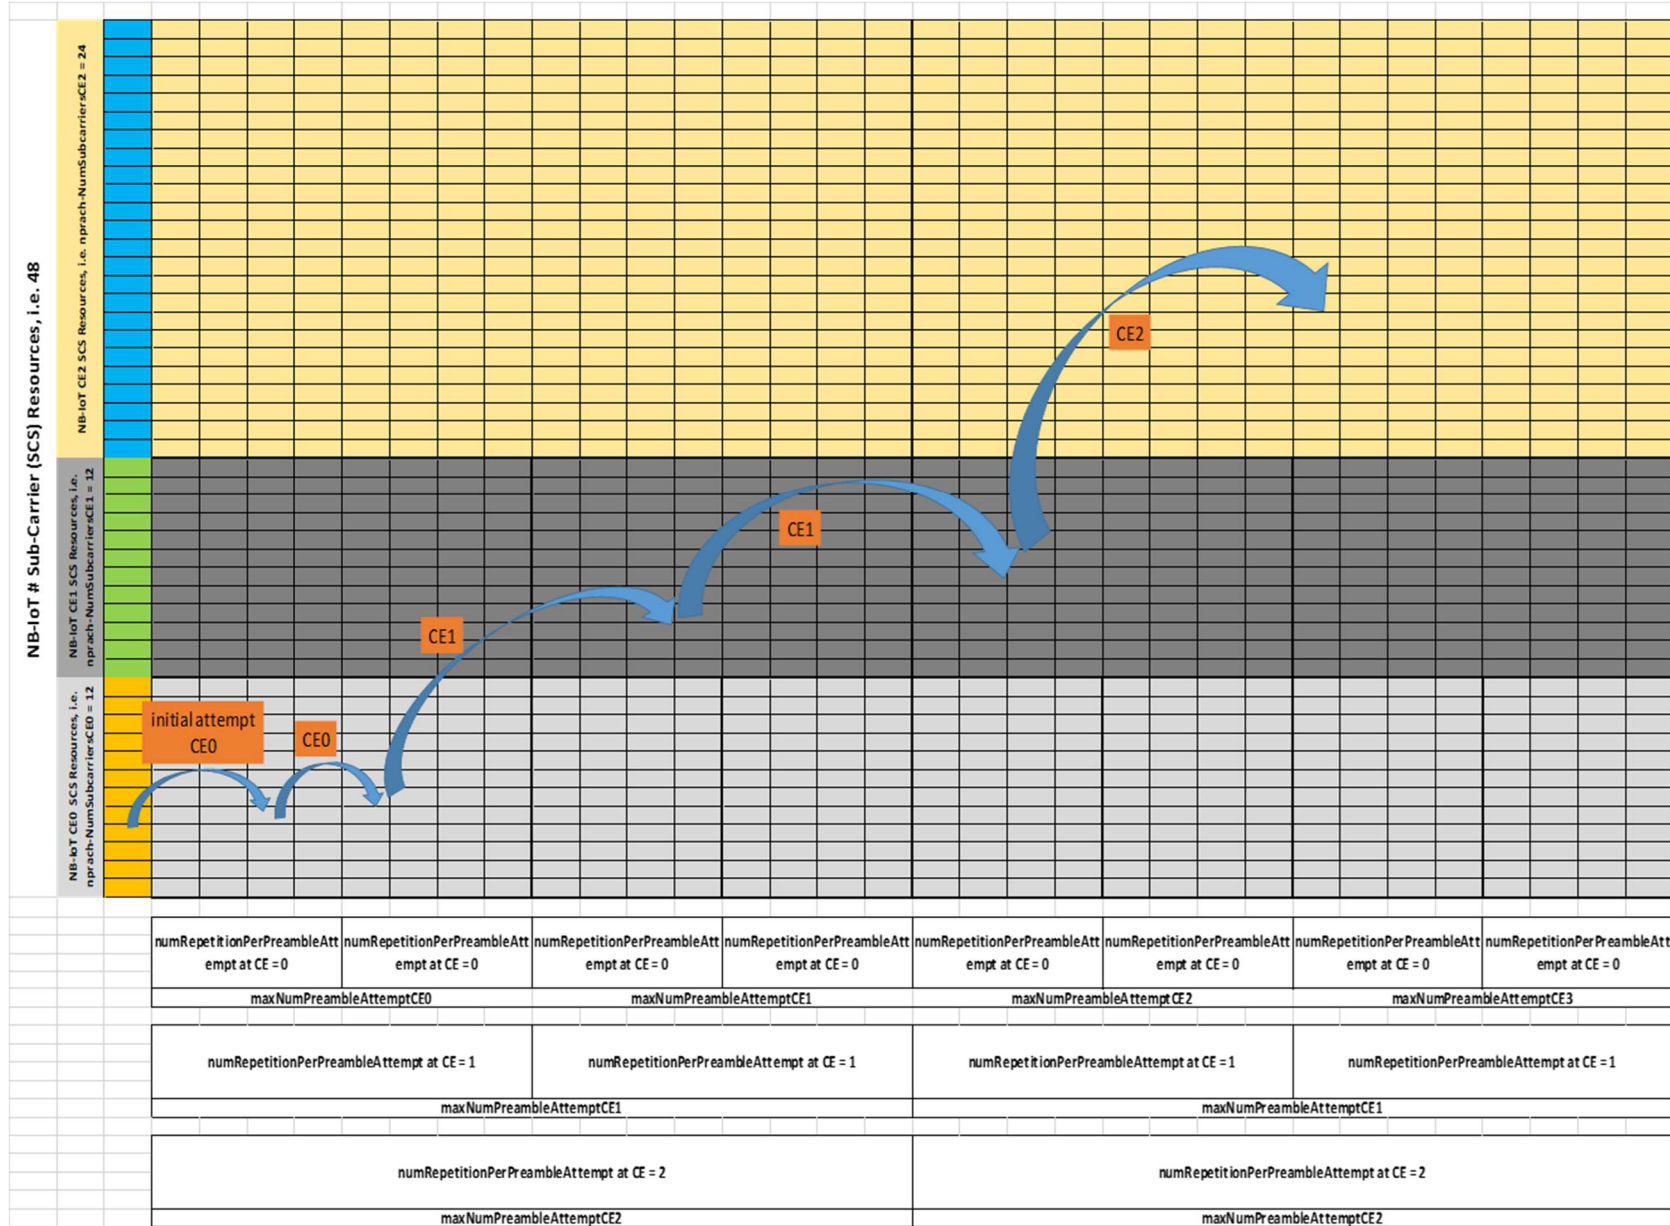 NB-IoT # Sub-Carrier (SCS) Resources, i.e. 48
NB-IoT CE2 SCS Resources, i.e. nprach-NumSubcarriersCE2 = 24
NB-IoT CE1 SCS Resources, i.e.
nprach-NumSubcarriersCE1 = 12
NB-IoT CE0 SCS Resources, i.e.
nprach-NumSubcarriersCE0 = 12
CE2
CE1
CE1
initial attempt
CE0
CE0
numRepetitionPerPreambleAtt
empt at CE = 0
numRepetitionPerPreambleAtt
empt at CE = 0
numRepetitionPerPreambleAtt
empt at CE = 0
numRepetitionPerPreambleAtt
empt at CE = 0
numRepetitionPerPreambleAtt
empt at CE = 0
numRepetitionPerPreambleAtt
empt at CE = 0
numRepetitionPerPreambleAtt
empt at CE = 0
numRepetitionPerPreambleAtt
empt at CE = 0
maxNumPreambleAttemptCE0
maxNumPreambleAttemptCE1
maxNumPreambleAttemptCE2
maxNumPreambleAttemptCE3
numRepetitionPerPreambleAttempt at CE = 1
numRepetitionPerPreambleAttempt at CE = 1
numRepetitionPerPreambleAttempt at CE = 1
numRepetitionPerPreambleAttempt at CE = 1
maxNumPreambleAttemptCE1
maxNumPreambleAttemptCE1
numRepetitionPerPreambleAttempt at CE = 2
numRepetitionPerPreambleAttempt at CE = 2
maxNumPreambleAttemptCE2
maxNumPreambleAttemptCE2